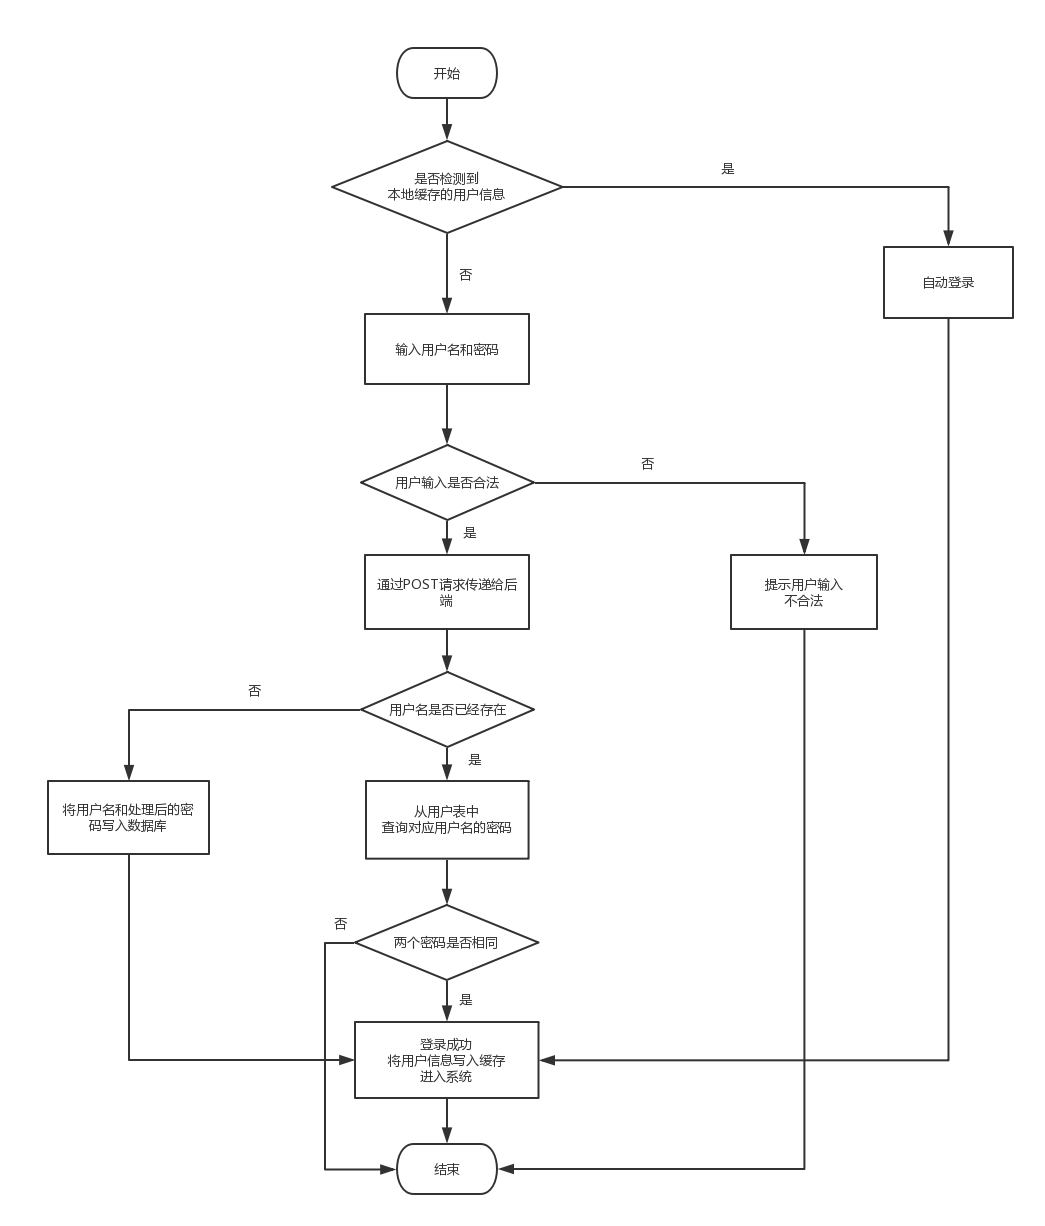 开始
是否检测到
本地缓存的用户信息
是
否
自动登录
输入用户名和密码
用户输入是否合法
否
是
通过POST请求传递给后
端
提示用户输入
不合法
用户名是否已经存在
否
是
将用户名和处理后的密
码写入数据库
从用户表中
查询对应用户名的密码
两个密码是否相同
否
是
登录成功
将用户信息写入缓存
进入系统
结束